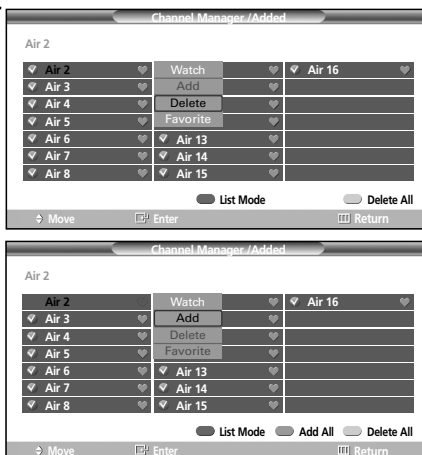 Channel Manager /Added
Air 2
Air 2 Watch Air 16
Air 3 Add
Air 4 Delete
Air 5 Favorite
Air 6 Air 13
Air 7 Air 14
Air 8 Air 15
List Mode Delete All
Move Enter Return
Channel Manager /Added
Air 2
Air 2 Watch Air 16
Air 3 Add
Air 4 Delete
Air 5 Favorite
Air 6 Air 13
Air 7 Air 14
Air 8 Air 15
List Mode Add All Delete All
Move Enter Return